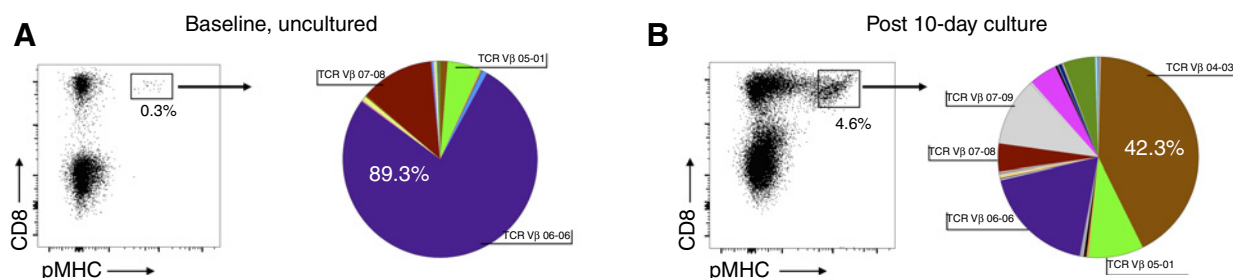 A
Baseline, uncultured
0.3%
CD8
pMHC
TCR Vβ 07-08
TCR Vβ 05-01
89.3%
TCR Vβ 06-06
B
Post 10-day culture
4.6%
CD8
pMHC
TCR Vβ 04-03
TCR Vβ 07-09
42.3%
TCR Vβ 07-08
TCR Vβ 06-06
TCR Vβ 05-01